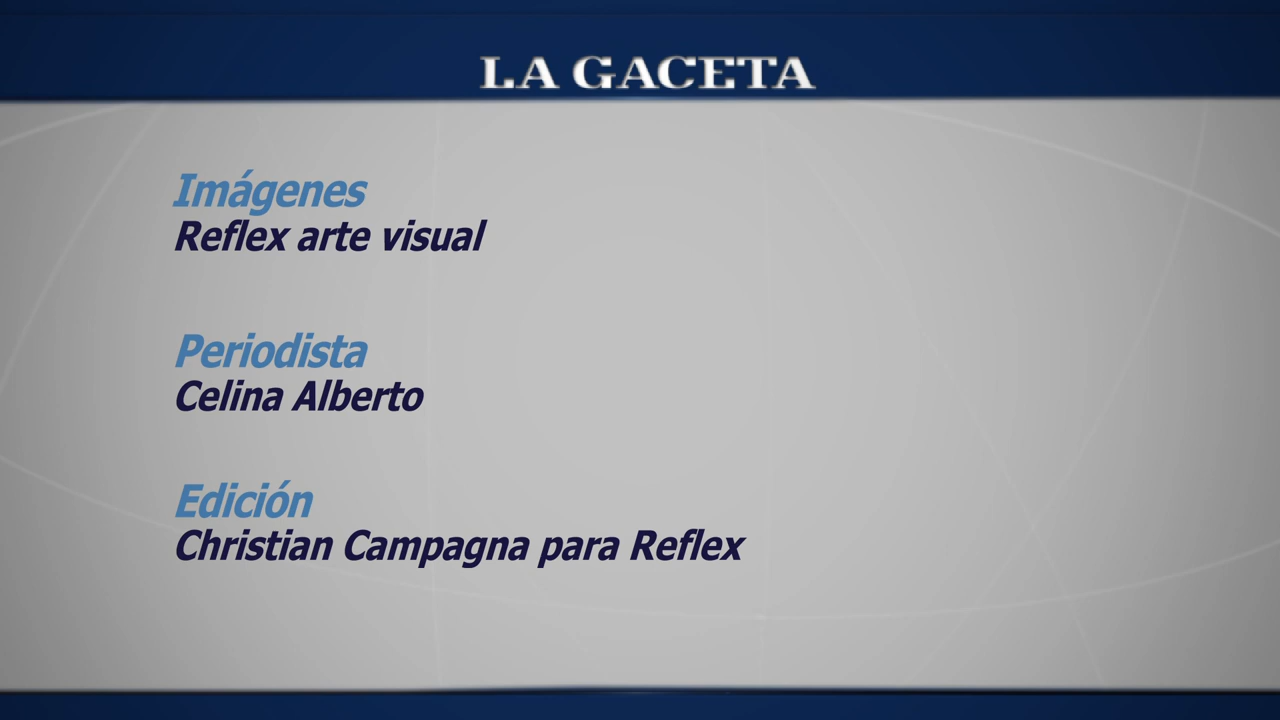 LA GACETA
Imágenes
Reflex arte visual
Periodista
Celina Alberto
Edición
Christian Campagna para Reflex